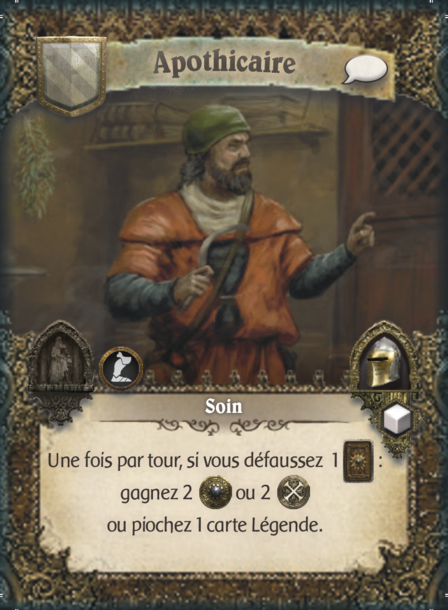 Apothicaire
Soin
Une fois par tour, si vous défaussez 1 :
gagnez 2 ou 2
ou piochez 1 carte Légende.